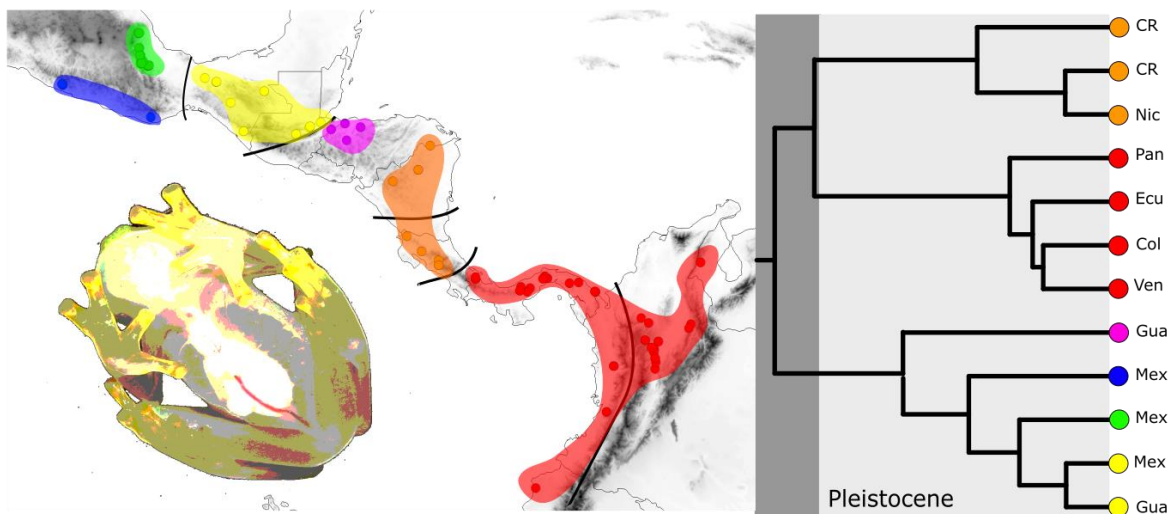 CR
CR
Nic
Pan
Ecu
Col
Ven
Gua
Mex
Mex
Mex
Gua
Pleistocene